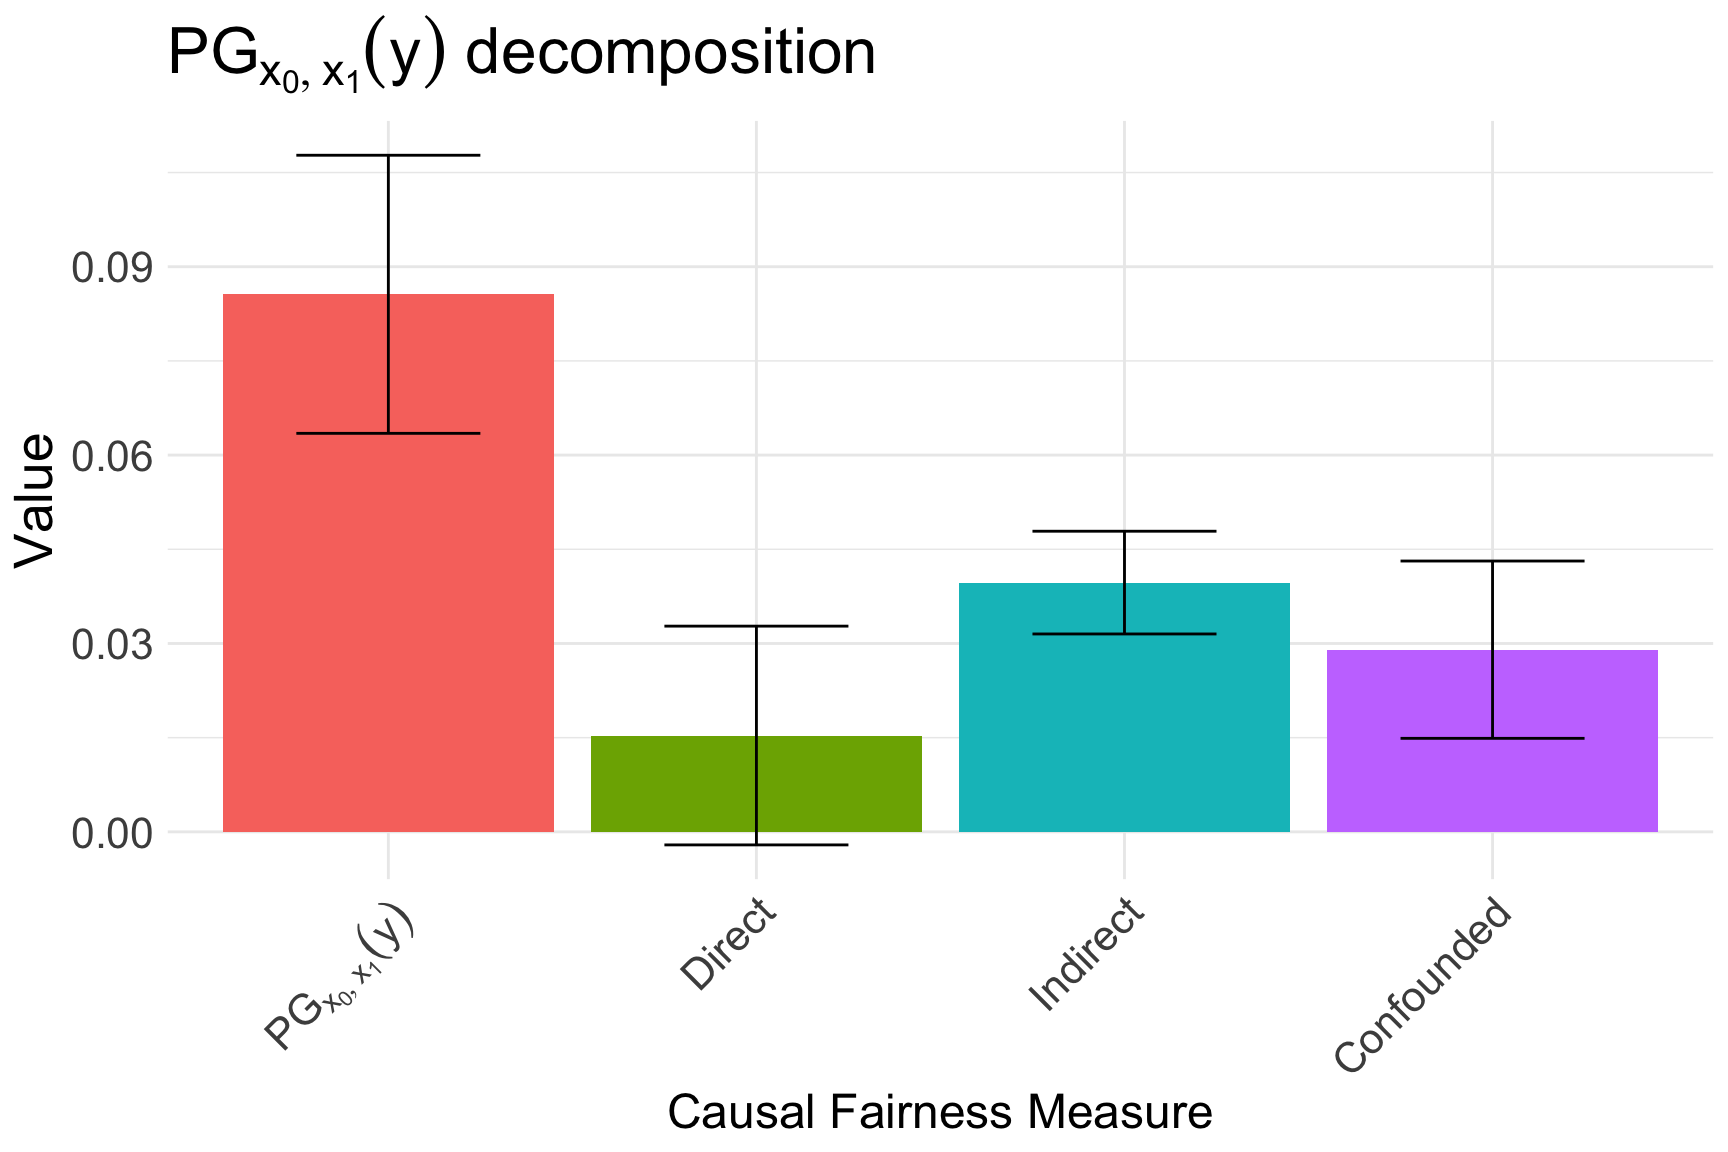 PGx₀, x₁(y) decomposition
Value
0.09
0.06
0.03
0.00
PGx₀, x₁(y)
Direct
Indirect
Confounded
Causal Fairness Measure